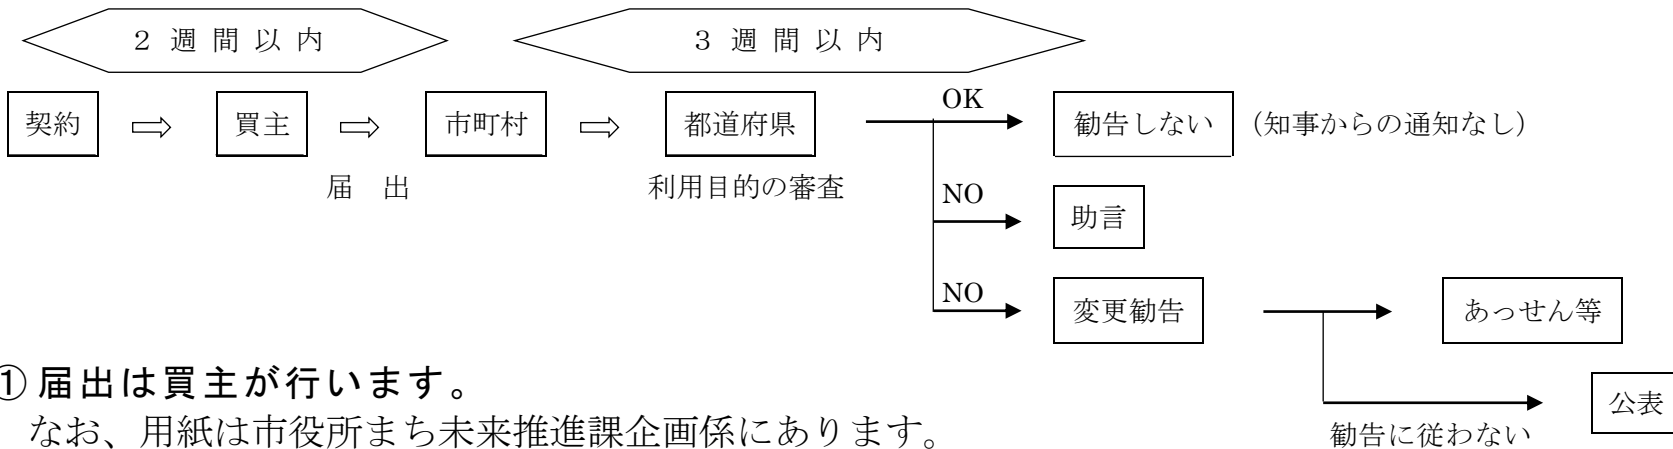 ２週間以内 ３週間以内
契約 ⇨ 買主 ⇨ 市町村 ⇨ 都道府県 OK 勧告しない （知事からの通知なし）
届　出 利用目的の審査
NO 助言
NO 変更勧告 あっせん等
①届出は買主が行います。
公表
なお、用紙は市役所まち未来推進課企画係にあります。
勧告に従わない